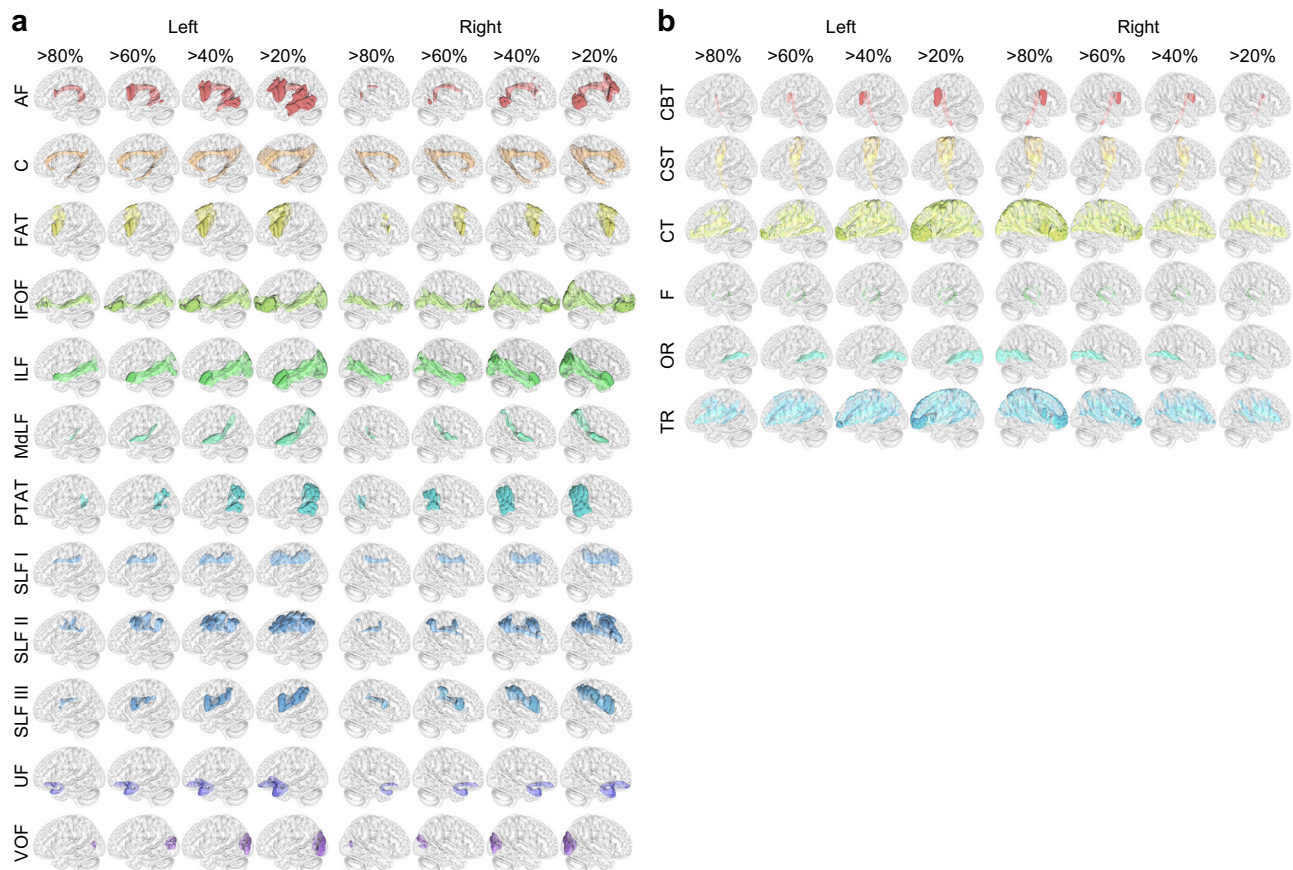 a
Left Right
>80% >60% >40% >20% >80% >60% >40% >20%
AF
C
FAT
IFOF
ILF
MdLF
PTAT
SLF I
SLF II
SLF III
UF
VOF
b
Left Right
>80% >60% >40% >20% >80% >60% >40% >20%
CBT
CST
CT
F
OR
TR